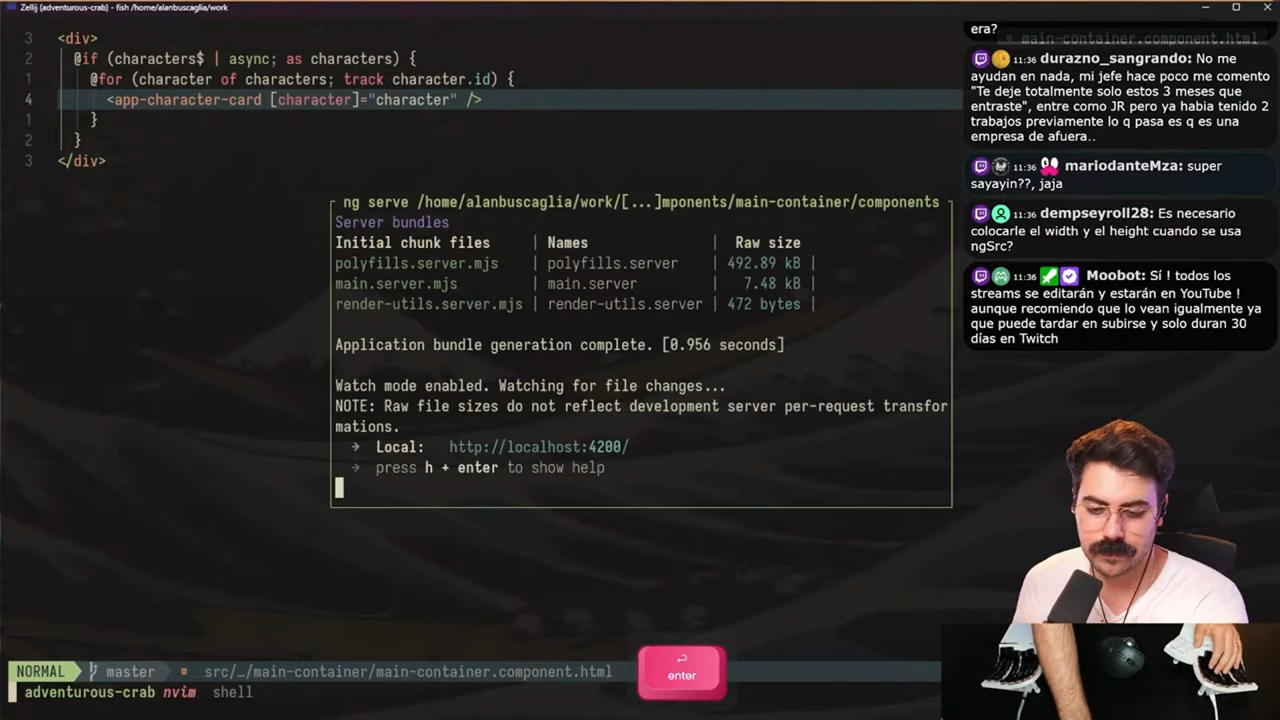 Zellij (adventurous-crab) - fish /home/alanbuscaglia/work
3 <div>
2 @if (characters$ | async; as characters) {
1 @for (character of characters; track character.id) {
4 <app-character-card [character]="character" />
1 }
2 }
3 </div>
ng serve /home/alanbuscaglia/work/[...]mponents/main-container/components
Server bundles
Initial chunk files | Names | Raw size
polyfills.server.mjs | polyfills.server | 492.89 kB |
main.server.mjs | main.server | 7.48 kB |
render-utils.server.mjs | render-utils.server | 472 bytes |
Application bundle generation complete. [0.956 seconds]
Watch mode enabled. Watching for file changes...
NOTE: Raw file sizes do not reflect development server per-request transfor
mations.
→ Local: http://localhost:4200/
→ press h + enter to show help
NORMAL master src/…/main-container/main-container.component.html
adventurous-crab nvim shell
enter
era?
main-container.component.html
11:36 durazno_sangrando: No me
ayudan en nada, mi jefe hace poco me comento
"Te deje totalmente solo estos 3 meses que
entraste", entre como JR pero ya habia tenido 2
trabajos previamente lo q pasa es q es una
empresa de afuera..
11:36 mariodanteMza: super
sayayin??, jaja
11:36 dempseyroll28: Es necesario
colocarle el width y el height cuando se usa
ngSrc?
11:36 Moobot: Sí ! todos los
streams se editarán y estarán en YouTube !
aunque recomiendo que lo vean igualmente ya
que puede tardar en subirse y solo duran 30
días en Twitch